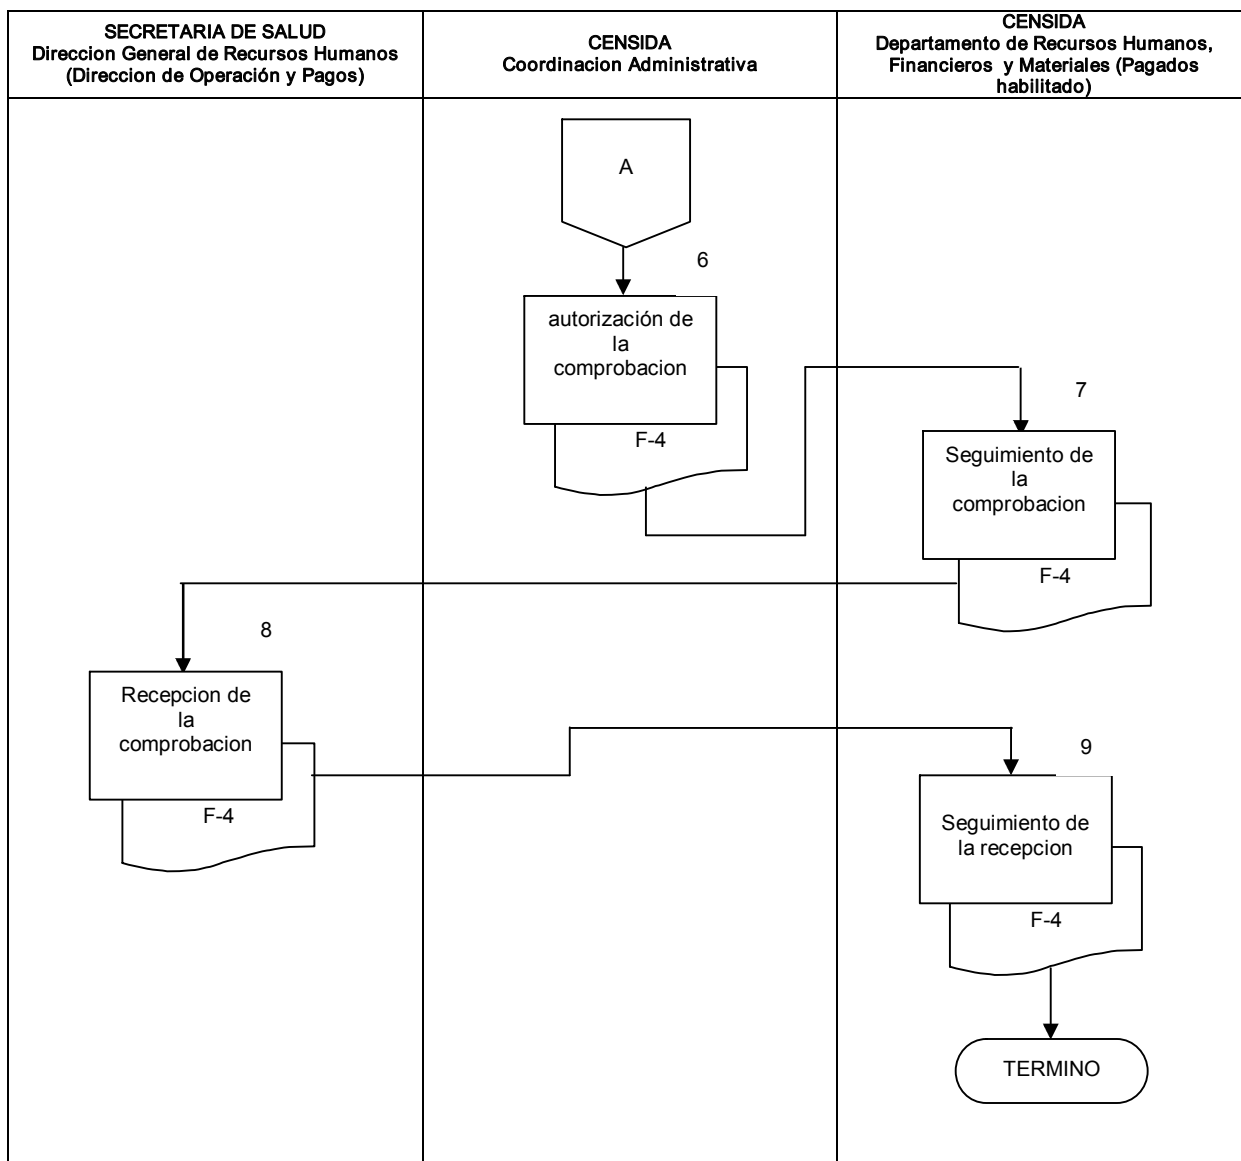 SECRETARIA DE SALUD
Direccion General de Recursos Humanos
(Direccion de Operación y Pagos)
CENSIDA
Coordinacion Administrativa
CENSIDA
Departamento de Recursos Humanos,
Financieros y Materiales (Pagados
habilitado)
A
6
autorización de
la
comprobacion
F-4
7
Seguimiento de
la
comprobacion
F-4
8
Recepcion de
la
comprobacion
F-4
9
Seguimiento de
la recepcion
F-4
TERMINO